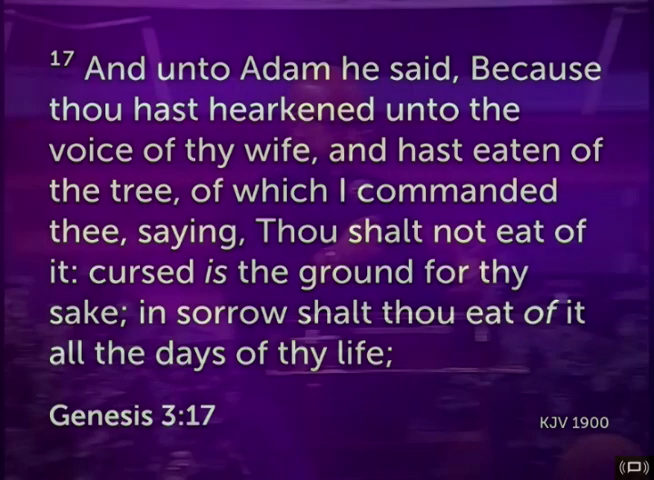 17 And unto Adam he said, Because
thou hast hearkened unto the
voice of thy wife, and hast eaten of
the tree, of which I commanded
thee, saying, Thou shalt not eat of
it: cursed is the ground for thy
sake; in sorrow shalt thou eat of it
all the days of thy life;
Genesis 3:17
KJV 1900